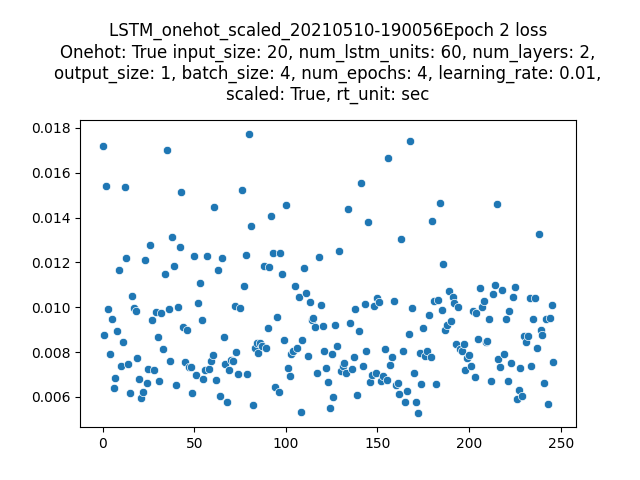 LSTM_onehot_scaled_20210510-190056Epoch 2 loss
Onehot: True input_size: 20, num_lstm_units: 60, num_layers: 2,
output_size: 1, batch_size: 4, num_epochs: 4, learning_rate: 0.01,
scaled: True, rt_unit: sec
0.018
0.016
0.014
0.012
0.010
0.008
0.006
0 50 100 150 200 250